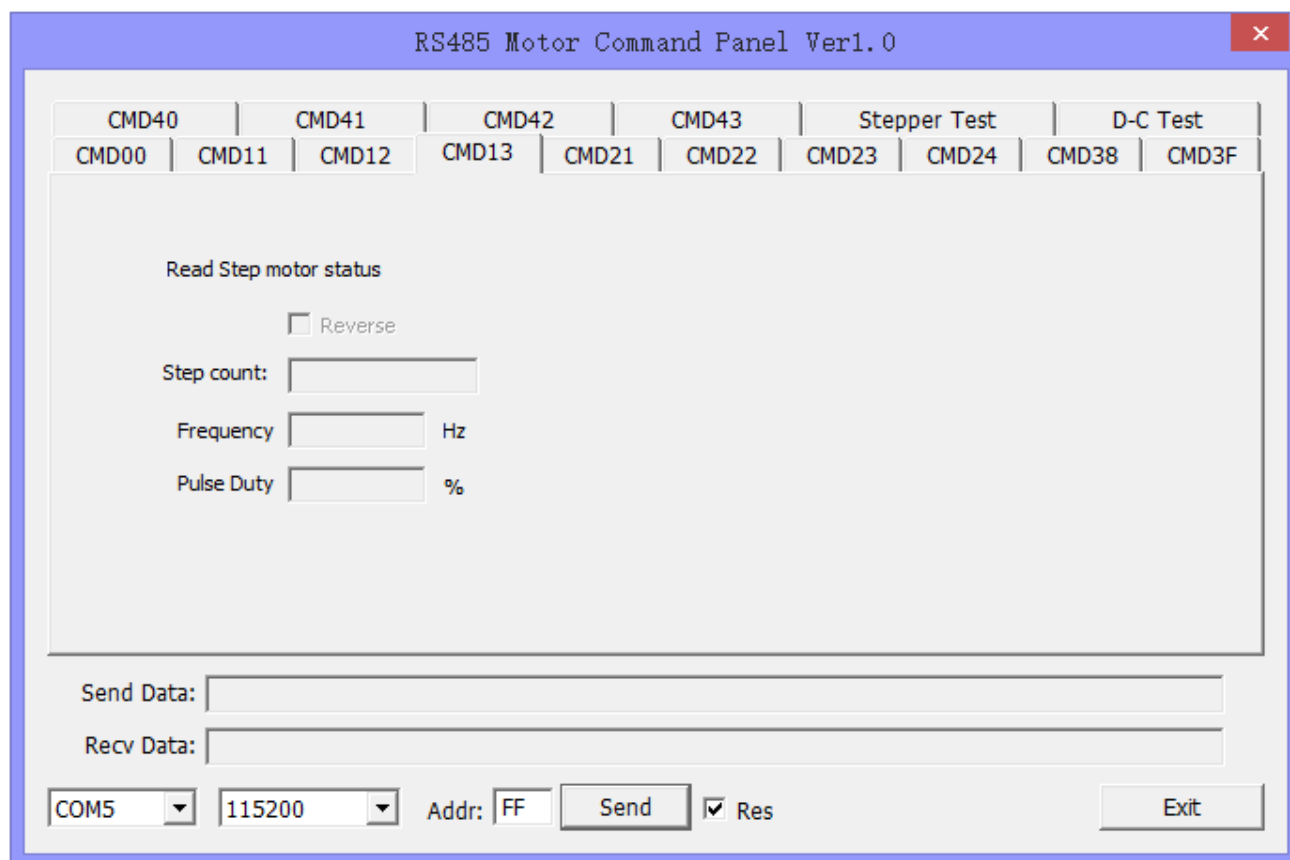 RS485 Motor Command Panel Ver1.0
CMD40 CMD41 CMD42 CMD43 Stepper Test D-C Test
CMD00 CMD11 CMD12 CMD13 CMD21 CMD22 CMD23 CMD24 CMD38 CMD3F
Read Step motor status
Reverse
Step count:
Frequency Hz
Pulse Duty %
Send Data:
Recv Data:
COM5 115200 Addr: FF Send Res Exit